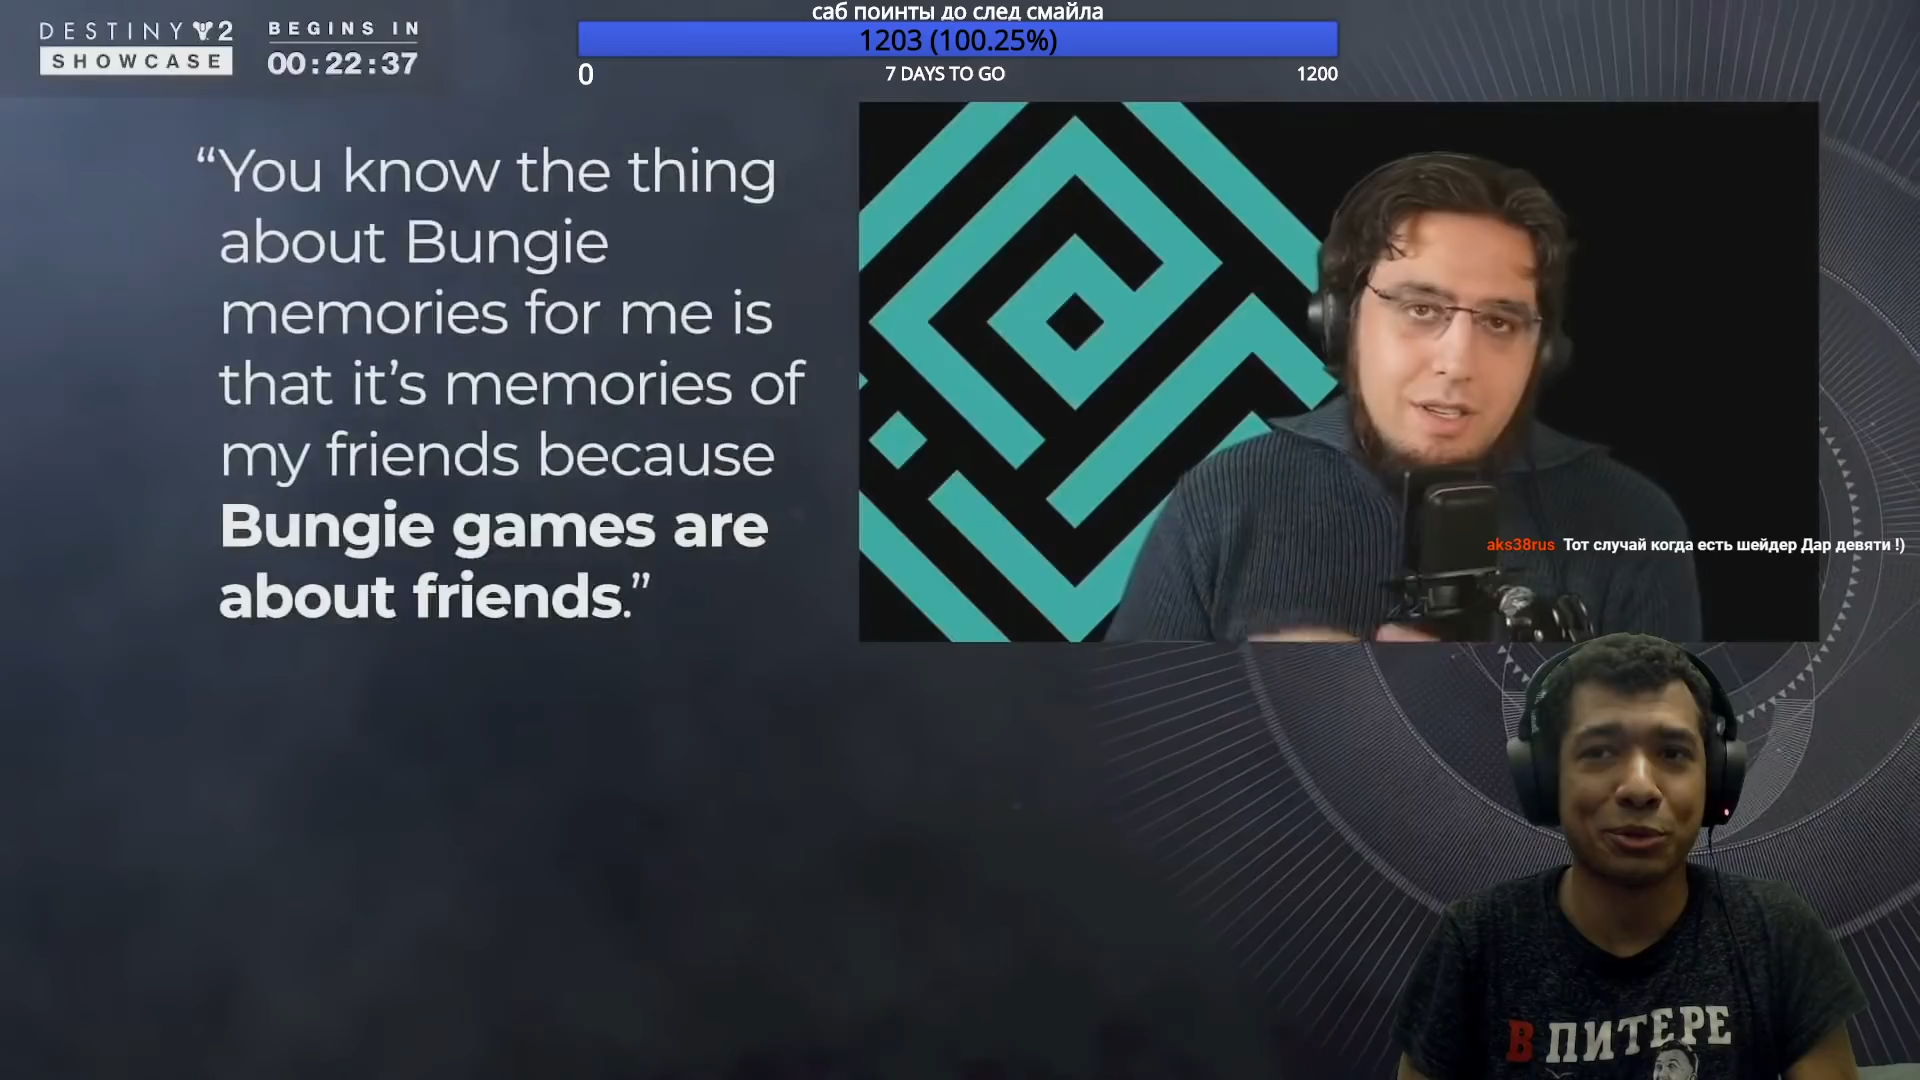 DESTINY 2
SHOWCASE
BEGINS IN
00:22:37
саб поинты до след смайла
1203 (100.25%)
0
7 DAYS TO GO
1200
“You know the thing
about Bungie
memories for me is
that it’s memories of
my friends because
Bungie games are
about friends.”
aks38rus Тот случай когда есть шейдер Дар девяти !)
В ПИТЕРЕ